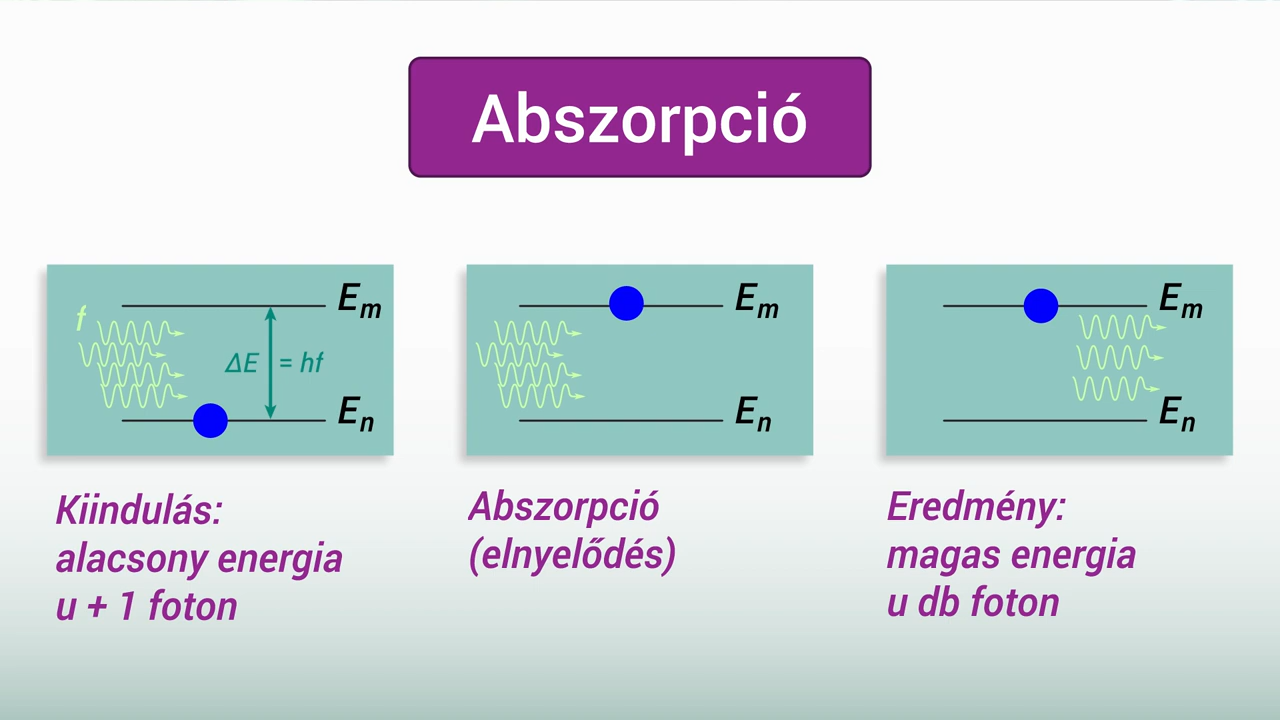 Abszorpció
f
E_m
ΔE = hf
E_n
Kiindulás:
alacsony energia
u + 1 foton
E_m
E_n
Abszorpció
(elnyelődés)
E_m
E_n
Eredmény:
magas energia
u db foton